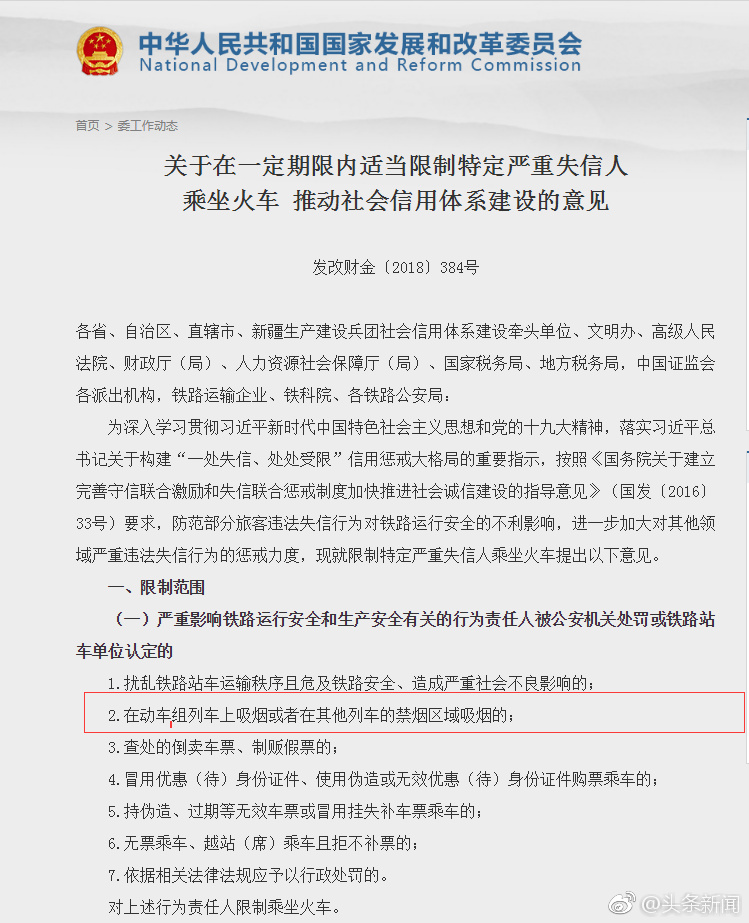 中华人民共和国国家发展和改革委员会
National Development and Reform Commission
首页 > 委工作动态
关于在一定期限内适当限制特定严重失信人
乘坐火车 推动社会信用体系建设的意见
发改财金〔2018〕384号
各省、自治区、直辖市、新疆生产建设兵团社会信用体系建设牵头单位、文明办、高级人民
法院、财政厅（局）、人力资源社会保障厅（局）、国家税务局、地方税务局，中国证监会
各派出机构，铁路运输企业、铁科院、各铁路公安局：
为深入学习贯彻习近平新时代中国特色社会主义思想和党的十九大精神，落实习近平总
书记关于构建“一处失信、处处受限”信用惩戒大格局的重要指示，按照《国务院关于建立
完善守信联合激励和失信联合惩戒制度加快推进社会诚信建设的指导意见》（国发〔2016〕
33号）要求，防范部分旅客违法失信行为对铁路运行安全的不利影响，进一步加大对其他领
域严重违法失信行为的惩戒力度，现就限制特定严重失信人乘坐火车提出以下意见。
一、限制范围
（一）严重影响铁路运行安全和生产安全有关的行为责任人被公安机关处罚或铁路站
车单位认定的
1.扰乱铁路站车运输秩序且危及铁路安全、造成严重社会不良影响的；
2.在动车组列车上吸烟或者在其他列车的禁烟区域吸烟的；
3.查处的倒卖车票、制贩假票的；
4.冒用优惠（待）身份证件、使用伪造或无效优惠（待）身份证件购票乘车的；
5.持伪造、过期等无效车票或冒用挂失补车票乘车的；
6.无票乘车、越站（席）乘车且拒不补票的；
7.依据相关法律法规应予以行政处罚的。
对上述行为责任人限制乘坐火车。
@头条新闻